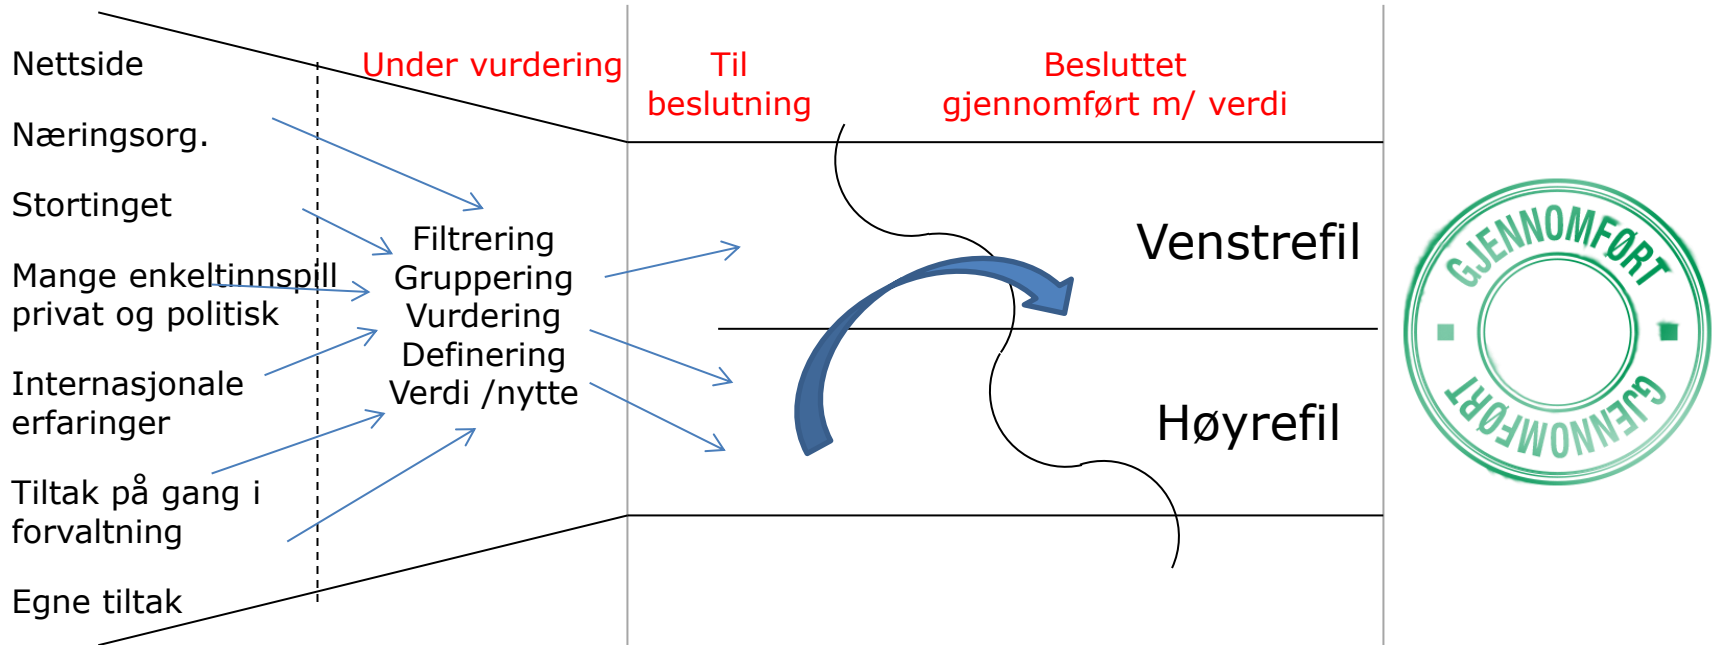 Nettside
Næringsorg.
Stortinget
Mange enkeltinnspill
privat og politisk
Internasjonale
erfaringer
Tiltak på gang i
forvaltning
Egne tiltak
Under vurdering
Filtrering
Gruppering
Vurdering
Definering
Verdi /nytte
Til
beslutning
Besluttet
gjennomført m/ verdi
Venstrefil
Høyrefil
GJENNOMFØRT
GJENNOMFØRT